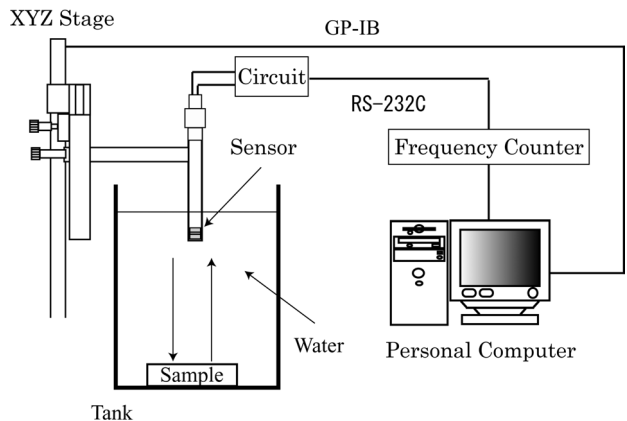 XYZ Stage
GP-IB
Circuit
RS-232C
Sensor
Frequency Counter
Water
Personal Computer
Sample
Tank